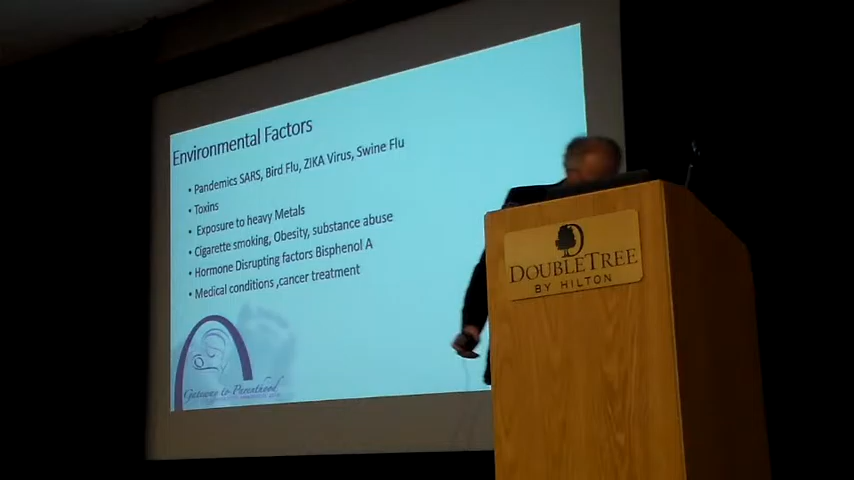 Environmental Factors
• Pandemics SARS, Bird Flu, ZIKA Virus, Swine Flu
• Toxins
• Exposure to heavy Metals
• Cigarette smoking, Obesity, substance abuse
• Hormone Disrupting factors Bisphenol A
• Medical conditions ,cancer treatment
Gateway to Parenthood
D
DOUBLETREE
BY HILTON